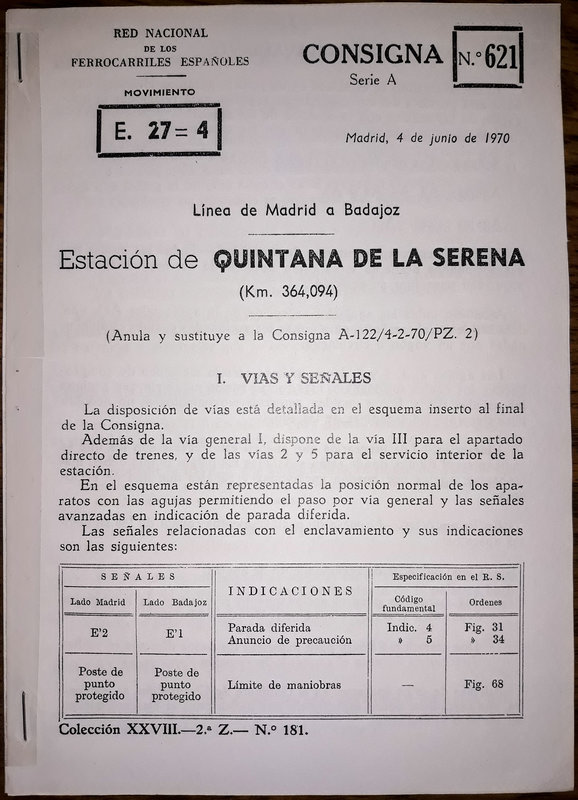 RED NACIONAL
DE LOS
FERROCARRILES ESPAÑOLES
MOVIMIENTO
E. 27 = 4
CONSIGNA
Serie A
N.º 621
Madrid, 4 de junio de 1970
Línea de Madrid a Badajoz
Estación de QUINTANA DE LA SERENA
(Km. 364,094)
(Anula y sustituye a la Consigna A-122/4-2-70/PZ. 2)
I. VIAS Y SEÑALES
La disposición de vías está detallada en el esquema inserto al final
de la Consigna.
Además de la vía general I, dispone de la vía III para el apartado
directo de trenes, y de las vías 2 y 5 para el servicio interior de la
estación.
En el esquema están representadas la posición normal de los apa-
ratos con las agujas permitiendo el paso por vía general y las señales
avanzadas en indicación de parada diferida.
Las señales relacionadas con el enclavamiento y sus indicaciones
son las siguientes:
SEÑALES
INDICACIONES
Especificación en el R. S.
Lado Madrid
Lado Badajoz
Código
fundamental
Ordenes
E'2
E'1
Parada diferida
Anuncio de precaución
Indic. 4
» 5
Fig. 31
» 34
Poste de
punto
protegido
Poste de
punto
protegido
Límite de maniobras
—
Fig. 68
Colección XXVIII.—2.ª Z.— N.º 181.